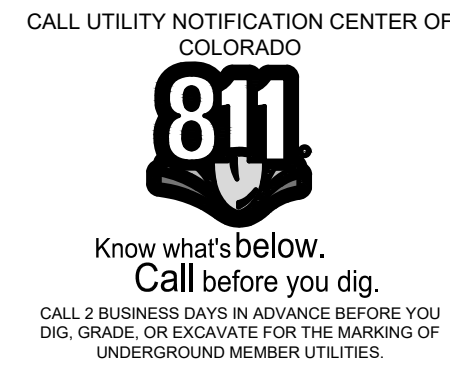 CALL UTILITY NOTIFICATION CENTER OF
COLORADO
811
Know what's below.
Call before you dig.
CALL 2 BUSINESS DAYS IN ADVANCE BEFORE YOU
DIG, GRADE, OR EXCAVATE FOR THE MARKING OF
UNDERGROUND MEMBER UTILITIES.